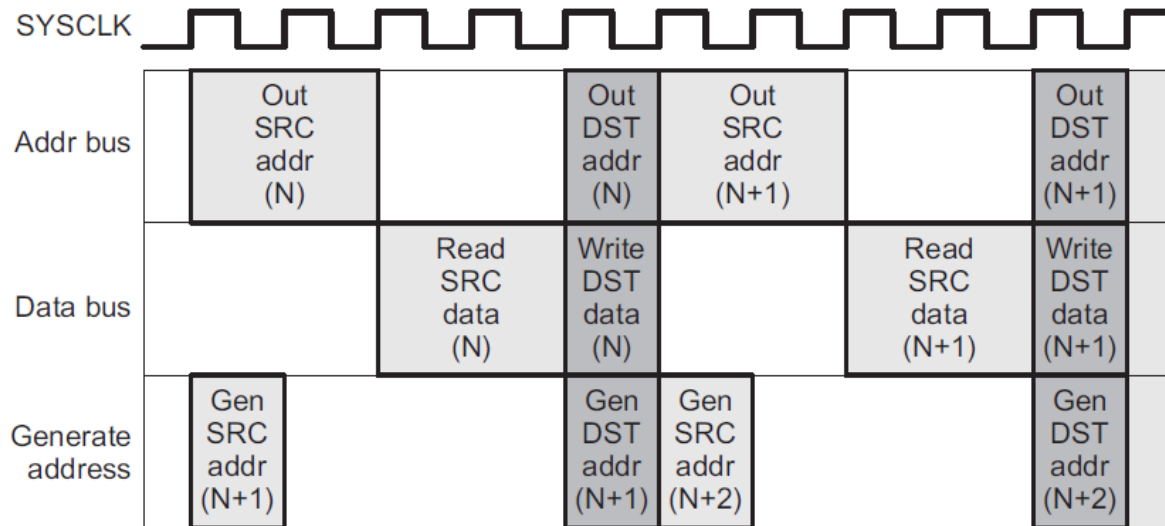 SYSCLK
Addr bus
Out
SRC
addr
(N)
Out
DST
addr
(N)
Out
SRC
addr
(N+1)
Out
DST
addr
(N+1)
Data bus
Read
SRC
data
(N)
Write
DST
data
(N)
Read
SRC
data
(N+1)
Write
DST
data
(N+1)
Generate
address
Gen
SRC
addr
(N+1)
Gen
DST
addr
(N+1)
Gen
SRC
addr
(N+2)
Gen
DST
addr
(N+2)